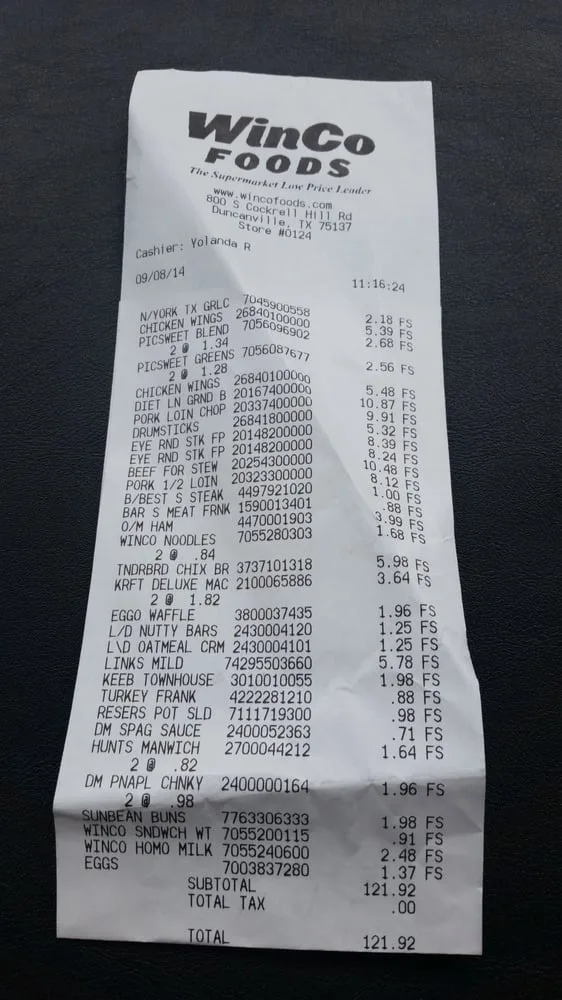 WinCo
FOODS
The Supermarket Low Price Leader
www.wincofoods.com
800 S Cockrell Hill Rd
Duncanville, TX 75137
Store #0124
Cashier: Yolanda R
09/08/14 11:16:24
N/YORK TX GRLC 7045900558 2.18 FS
CHICKEN WINGS 26840100000 5.39 FS
PICSWEET BLEND 7056096902 2.68 FS
2 @ 1.34
PICSWEET GREENS 7056087677 2.56 FS
2 @ 1.28
CHICKEN WINGS 26840100000 5.48 FS
DIET LN GRND B 20167400000 10.87 FS
PORK LOIN CHOP 20337400000 9.91 FS
DRUMSTICKS 26841800000 5.32 FS
EYE RND STK FP 20148200000 8.39 FS
EYE RND STK FP 20148200000 8.24 FS
BEEF FOR STEW 20254300000 10.48 FS
PORK 1/2 LOIN 20323300000 8.12 FS
B/BEST S STEAK 4497921020 1.00 FS
BAR S MEAT FRNK 1590013401 .88 FS
O/M HAM 4470001903 3.99 FS
WINCO NOODLES 7055280303 1.68 FS
2 @ .84
TNDRBRD CHIX BR 3737101318 5.98 FS
KRFT DELUXE MAC 2100065886 3.64 FS
2 @ 1.82
EGGO WAFFLE 3800037435 1.96 FS
L/D NUTTY BARS 2430004120 1.25 FS
L\D OATMEAL CRM 2430004101 1.25 FS
LINKS MILD 74295503660 5.78 FS
KEEB TOWNHOUSE 3010010055 1.98 FS
TURKEY FRANK 4222281210 .88 FS
RESERS POT SLD 7111719300 .98 FS
DM SPAG SAUCE 2400052363 .71 FS
HUNTS MANWICH 2700044212 1.64 FS
2 @ .82
DM PNAPL CHNKY 2400000164 1.96 FS
2 @ .98
SUNBEAN BUNS 7763306333 1.98 FS
WINCO SNDWCH WT 7055200115 .91 FS
WINCO HOMO MILK 7055240600 2.48 FS
EGGS 7003837280 1.37 FS
SUBTOTAL 121.92
TOTAL TAX .00
TOTAL 121.92